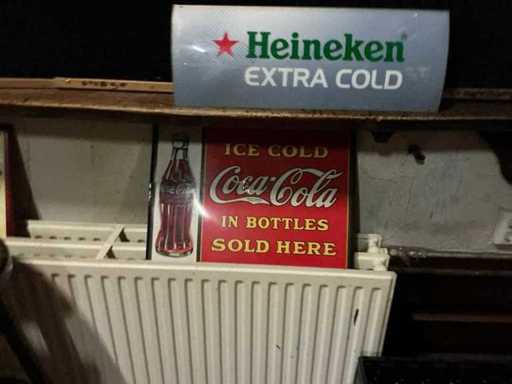 Heineken
EXTRA COLD
ICE COLD
Coca-Cola
IN BOTTLES
SOLD HERE